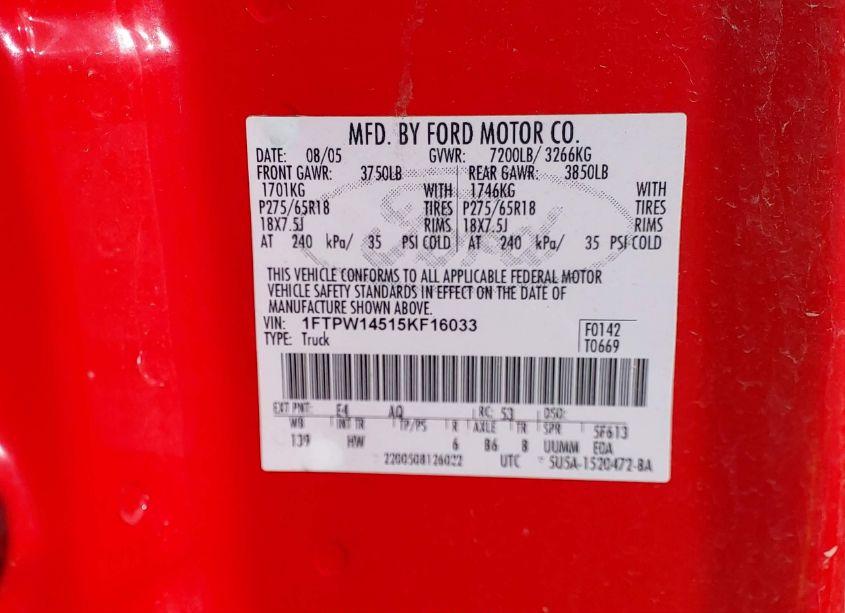 MFD. BY FORD MOTOR CO.
DATE: 08/05 GVWR: 7200LB/ 3266KG
FRONT GAWR: 3750LB REAR GAWR: 3850LB
1701KG WITH 1746KG WITH
P275/65R18 TIRES P275/65R18 TIRES
18X7.5J RIMS 18X7.5J RIMS
AT 240 kPa/ 35 PSI COLD AT 240 kPa/ 35 PSI COLD
Ford
THIS VEHICLE CONFORMS TO ALL APPLICABLE FEDERAL MOTOR
VEHICLE SAFETY STANDARDS IN EFFECT ON THE DATE OF
MANUFACTURE SHOWN ABOVE.
VIN: 1FTPW14515KF16033
TYPE: Truck
F0142
T0669
EXT PNT: E4 AQ RC: 53 DSO:
WB INT TR TP/PS R AXLE TR SPR 5F613
139 HW 6 B6 8 UUMM EDA
2200508126022 UTC 5U5A-1520472-BA